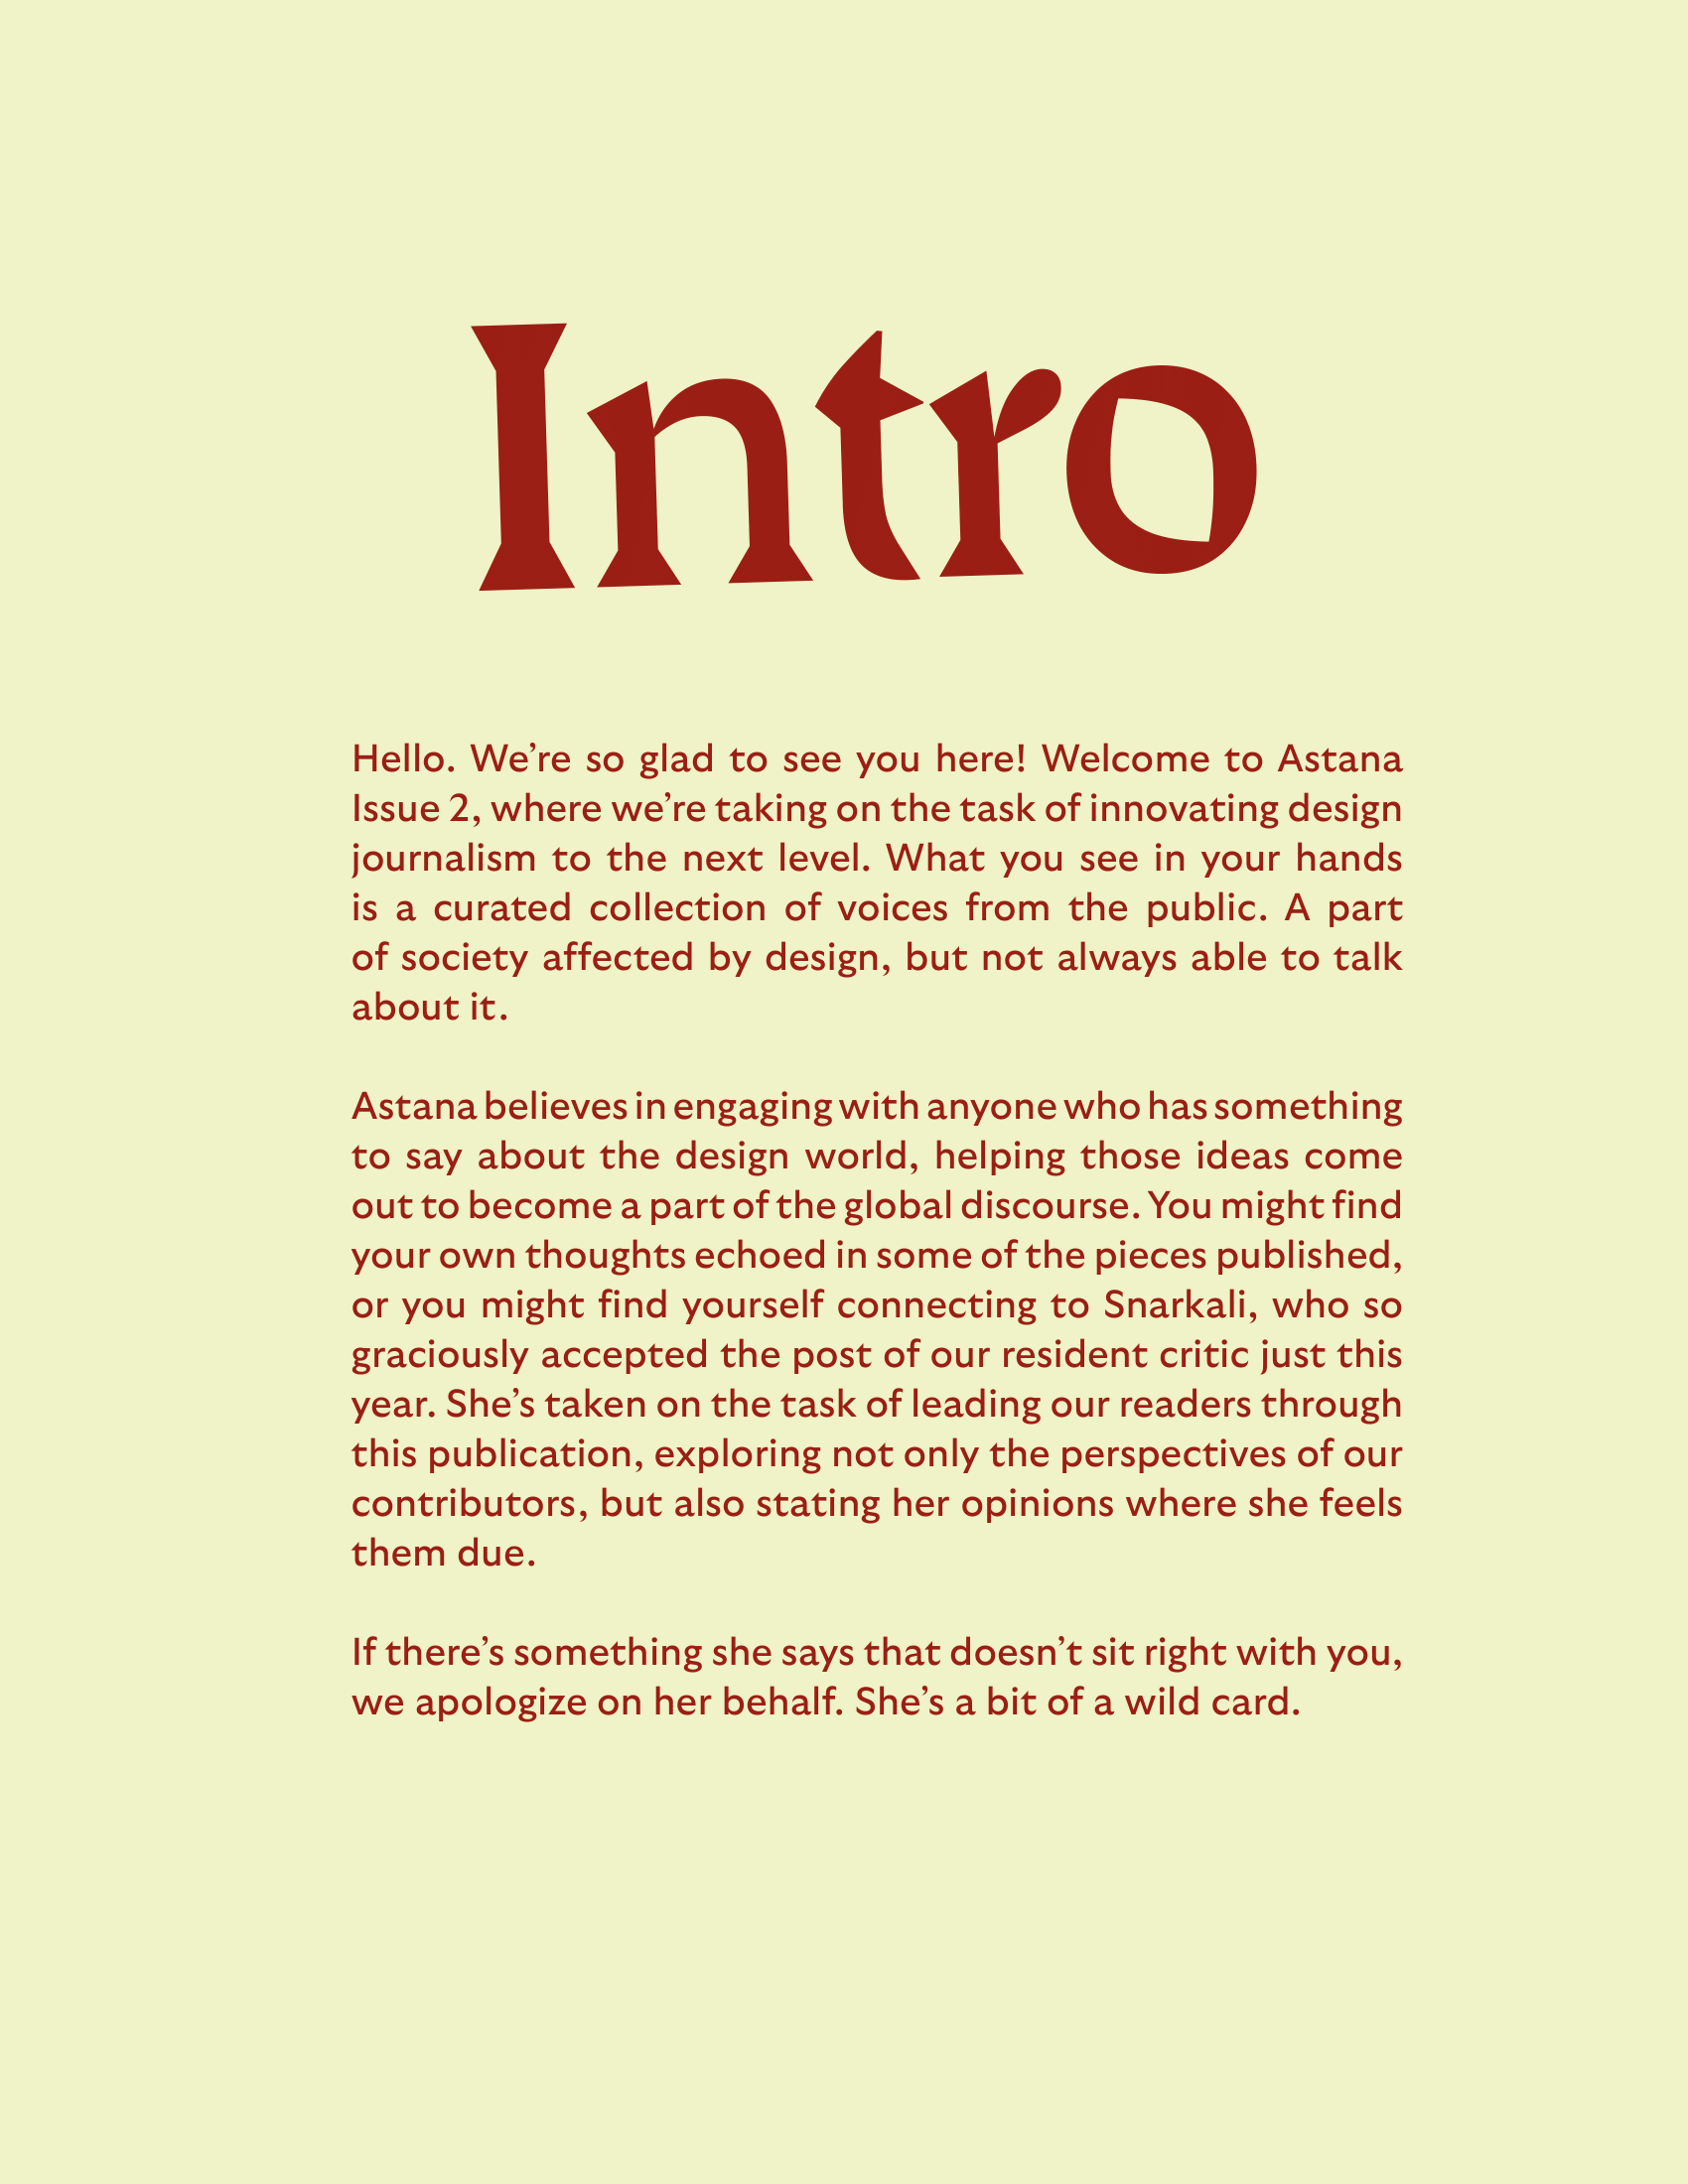 Intro
Hello. We’re so glad to see you here! Welcome to Astana
Issue 2, where we’re taking on the task of innovating design
journalism to the next level. What you see in your hands
is a curated collection of voices from the public. A part
of society affected by design, but not always able to talk
about it.
Astana believes in engaging with anyone who has something
to say about the design world, helping those ideas come
out to become a part of the global discourse. You might find
your own thoughts echoed in some of the pieces published,
or you might find yourself connecting to Snarkali, who so
graciously accepted the post of our resident critic just this
year. She’s taken on the task of leading our readers through
this publication, exploring not only the perspectives of our
contributors, but also stating her opinions where she feels
them due.
If there’s something she says that doesn’t sit right with you,
we apologize on her behalf. She’s a bit of a wild card.